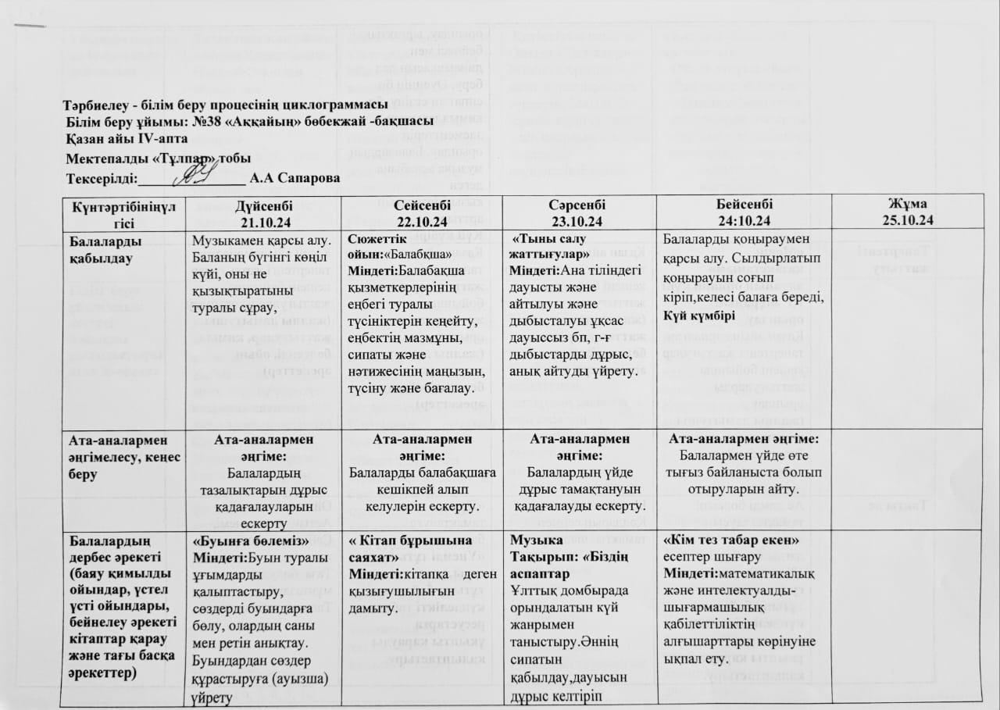 Тәрбиелеу - білім беру процесінің циклограммасы
Білім беру ұйымы: №38 «Аққайың» бөбекжай -бақшасы
Қазан айы IV-апта
Мектепалды «Тұлпар» тобы
Тексерілді:________________ А.А Сапарова
Күнтәртібініңүл
гісі
Дүйсенбі
21.10.24
Сейсенбі
22.10.24
Сәрсенбі
23.10.24
Бейсенбі
24:10.24
Жұма
25.10.24
Балаларды
қабылдау
Музыкамен қарсы алу.
Баланың бүгінгі көңіл
күйі, оны не
қызықтыратыны
туралы сұрау,
Сюжеттік
ойын:«Балабқша»
Міндеті:Балабақша
қызметкерлерінің
еңбегі туралы
түсініктерін кеңейту,
еңбектің мазмұны,
сипаты және
нәтижесінің маңызын,
түсіну және бағалау.
«Тыны салу
жаттығулар»
Міндеті:Ана тіліндегі
дауысты және
айтылуы және
дыбысталуы ұқсас
дауыссыз бп, г-ғ
дыбыстарды дұрыс,
анық айтуды үйрету.
Балаларды қоңыраумен
қарсы алу. Сылдырлатып
қоңырауын соғып
кіріп,келесі балаға береді,
Күй күмбірі
Ата-аналармен
әңгімелесу, кеңес
беру
Ата-аналармен
әңгіме:
Балалардың
тазалықтарын дұрыс
қадағалауларын
ескерту
Ата-аналармен
әңгіме:
Балаларды балабақшаға
кешікпей алып
келулерін ескерту.
Ата-аналармен
әңгіме:
Балалардың үйде
дұрыс тамақтануын
қадағалауды ескерту.
Ата-аналармен әңгіме:
Балалармен үйде өте
тығыз байланыста болып
отыруларын айту.
Балалардың
дербес әрекеті
(баяу қимылды
ойындар, үстел
үсті ойындары,
бейнелеу әрекеті
кітаптар қарау
және тағы басқа
әрекеттер)
«Буынға бөлеміз»
Міндеті:Буын туралы
ұғымдарды
қалыптастыру,
сөздерді буындарға
бөлу, олардың саны
мен ретін анықтау.
Буындардан сөздер
құрастыруға (ауызша)
үйрету
« Кітап бұрышына
саяхат»
Міндеті:кітапқа деген
қызығушылығын
дамыту.
Музыка
Тақырып: «Біздің
аспаптар
Ұлттық домбырада
орындалатын күй
жанрымен
таныстыру.Әннің
сипатын
қабылдау,дауысын
дұрыс келтіріп
«Кім тез табар екен»
есептер шығару
Міндеті:математикалық
және интелектуалды-
шығармашылық
қабілеттіліктің
алғышарттары көрінуіне
ықпал ету.